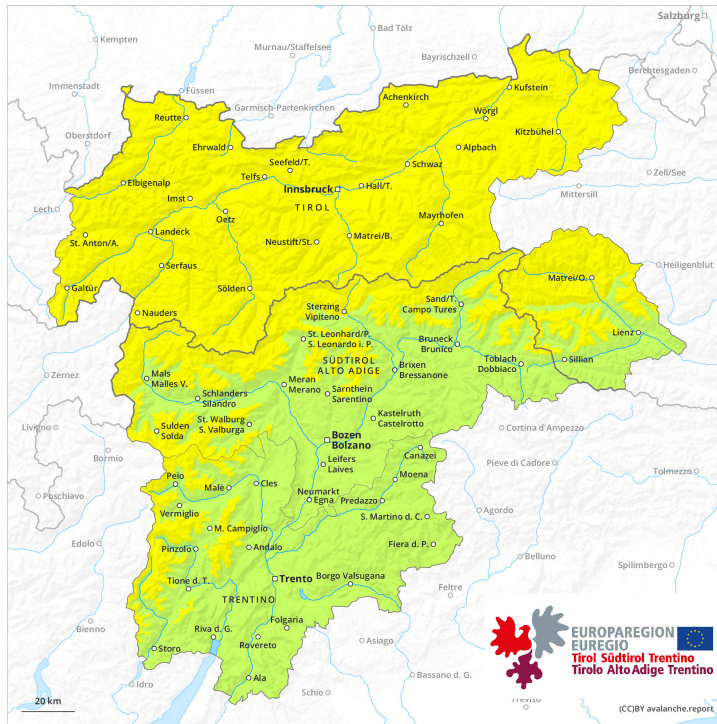 Salzburg
Bad Tölz
Kempten
Murnau/Staffelsee
Bayrischzell
Berchtesgaden
Immenstadt
Füssen
Kufstein
Achenkirch
Garmisch-Partenkirchen
Reutte
Wörgl
Oberstdorf
Kitzbühel
Ehrwald
Alpbach
Seefeld/T.
Schwaz
Zell/See
Telfs
Elbigenalp
Innsbruck
Hall/T.
Mittersill
Imst
TIROL
Lech
Oetz
Mayrhofen
Landeck
St. Anton/A.
Neustift/St.
Matrei/B.
Serfaus
Heiligenblut
Matrei/O.
Galtür
Sölden
Sand/T.
Campo Tures
Nauders
Sterzing
Vipiteno
Lienz
St. Leonhard/P.
S. Leonardo i. P.
Bruneck
Brunico
SÜDTIROL
ALTO ADIGE
Toblach
Dobbiaco
Sillian
Brixen
Bressanone
Zernez
Mals
Malles V.
Meran
Merano
Sarnthein
Sarentino
Schlanders
Silandro
Kastelruth
Castelrotto
Livigno
Sulden
Solda
St. Walburg
S. Valburga
Cortina d'Ampezzo
Bozen
Bolzano
Canazei
Bormio
Pieve di Cadore
Leifers
Laives
Tolmezzo
Peio
Malè
Cles
Moena
Poschiavo
Neumarkt
Egna
Predazzo
Vermiglio
Agordo
S. Martino d. C.
M. Campiglio
Edolo
Pinzolo
Andalo
Fiera d. P.
Belluno
Spilimbergo
Trento
Borgo Valsugana
Tione d. T.
Feltre
TRENTINO
Folgaria
Bienno
Riva d. G.
Rovereto
Asiago
Storo
Bassano d. G.
Ala
Idro
Schio
Treviso
EUROPAREGION
EUREGIO
Tirol Südtirol Trentino
Tirolo Alto Adige Trentino
20 km
(CC)BY avalanche.report